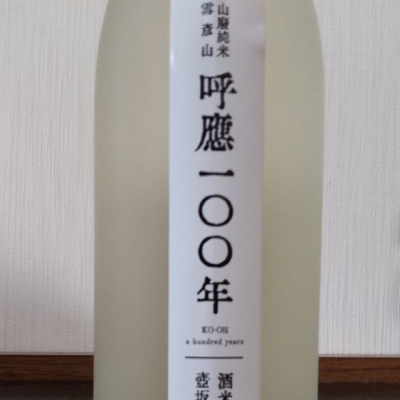 山廢純米
雪彦山
呼應一〇〇年
KO-OH
a hundred years
酒米
壺坂